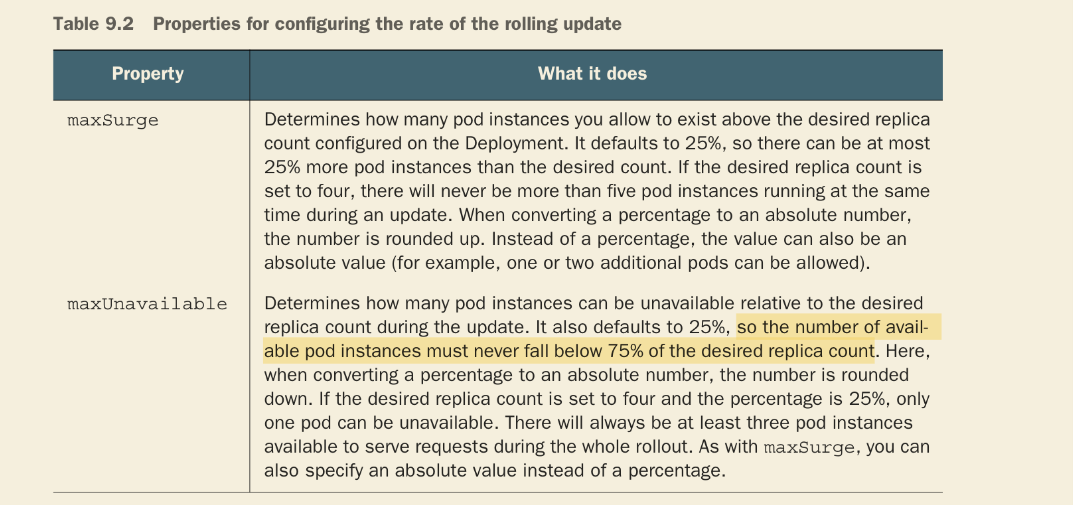 Table 9.2 Properties for configuring the rate of the rolling update
Property What it does
maxSurge Determines how many pod instances you allow to exist above the desired replica
count configured on the Deployment. It defaults to 25%, so there can be at most
25% more pod instances than the desired count. If the desired replica count is
set to four, there will never be more than five pod instances running at the same
time during an update. When converting a percentage to an absolute number,
the number is rounded up. Instead of a percentage, the value can also be an
absolute value (for example, one or two additional pods can be allowed).
maxUnavailable Determines how many pod instances can be unavailable relative to the desired
replica count during the update. It also defaults to 25%, so the number of avail-
able pod instances must never fall below 75% of the desired replica count. Here,
when converting a percentage to an absolute number, the number is rounded
down. If the desired replica count is set to four and the percentage is 25%, only
one pod can be unavailable. There will always be at least three pod instances
available to serve requests during the whole rollout. As with maxSurge, you can
also specify an absolute value instead of a percentage.